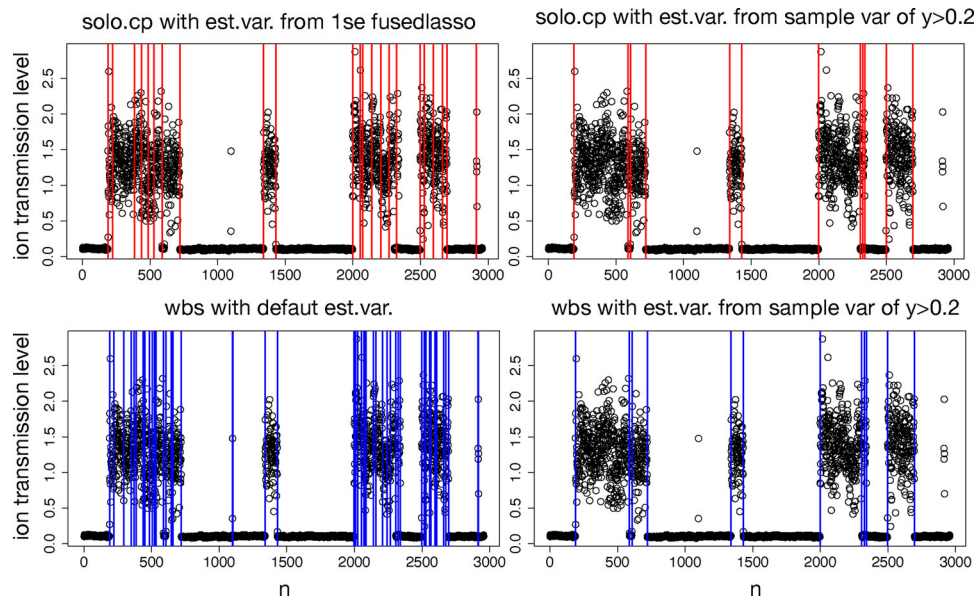 solo.cp with est.var. from 1se fusedlasso
solo.cp with est.var. from sample var of y>0.2
ion transmission level
0.0 0.5 1.0 1.5 2.0 2.5
0 500 1000 1500 2000 2500 3000
0.0 0.5 1.0 1.5 2.0 2.5
0 500 1000 1500 2000 2500 3000
wbs with defaut est.var.
wbs with est.var. from sample var of y>0.2
ion transmission level
0.0 0.5 1.0 1.5 2.0 2.5
0 500 1000 1500 2000 2500 3000
n
0.0 0.5 1.0 1.5 2.0 2.5
0 500 1000 1500 2000 2500 3000
n